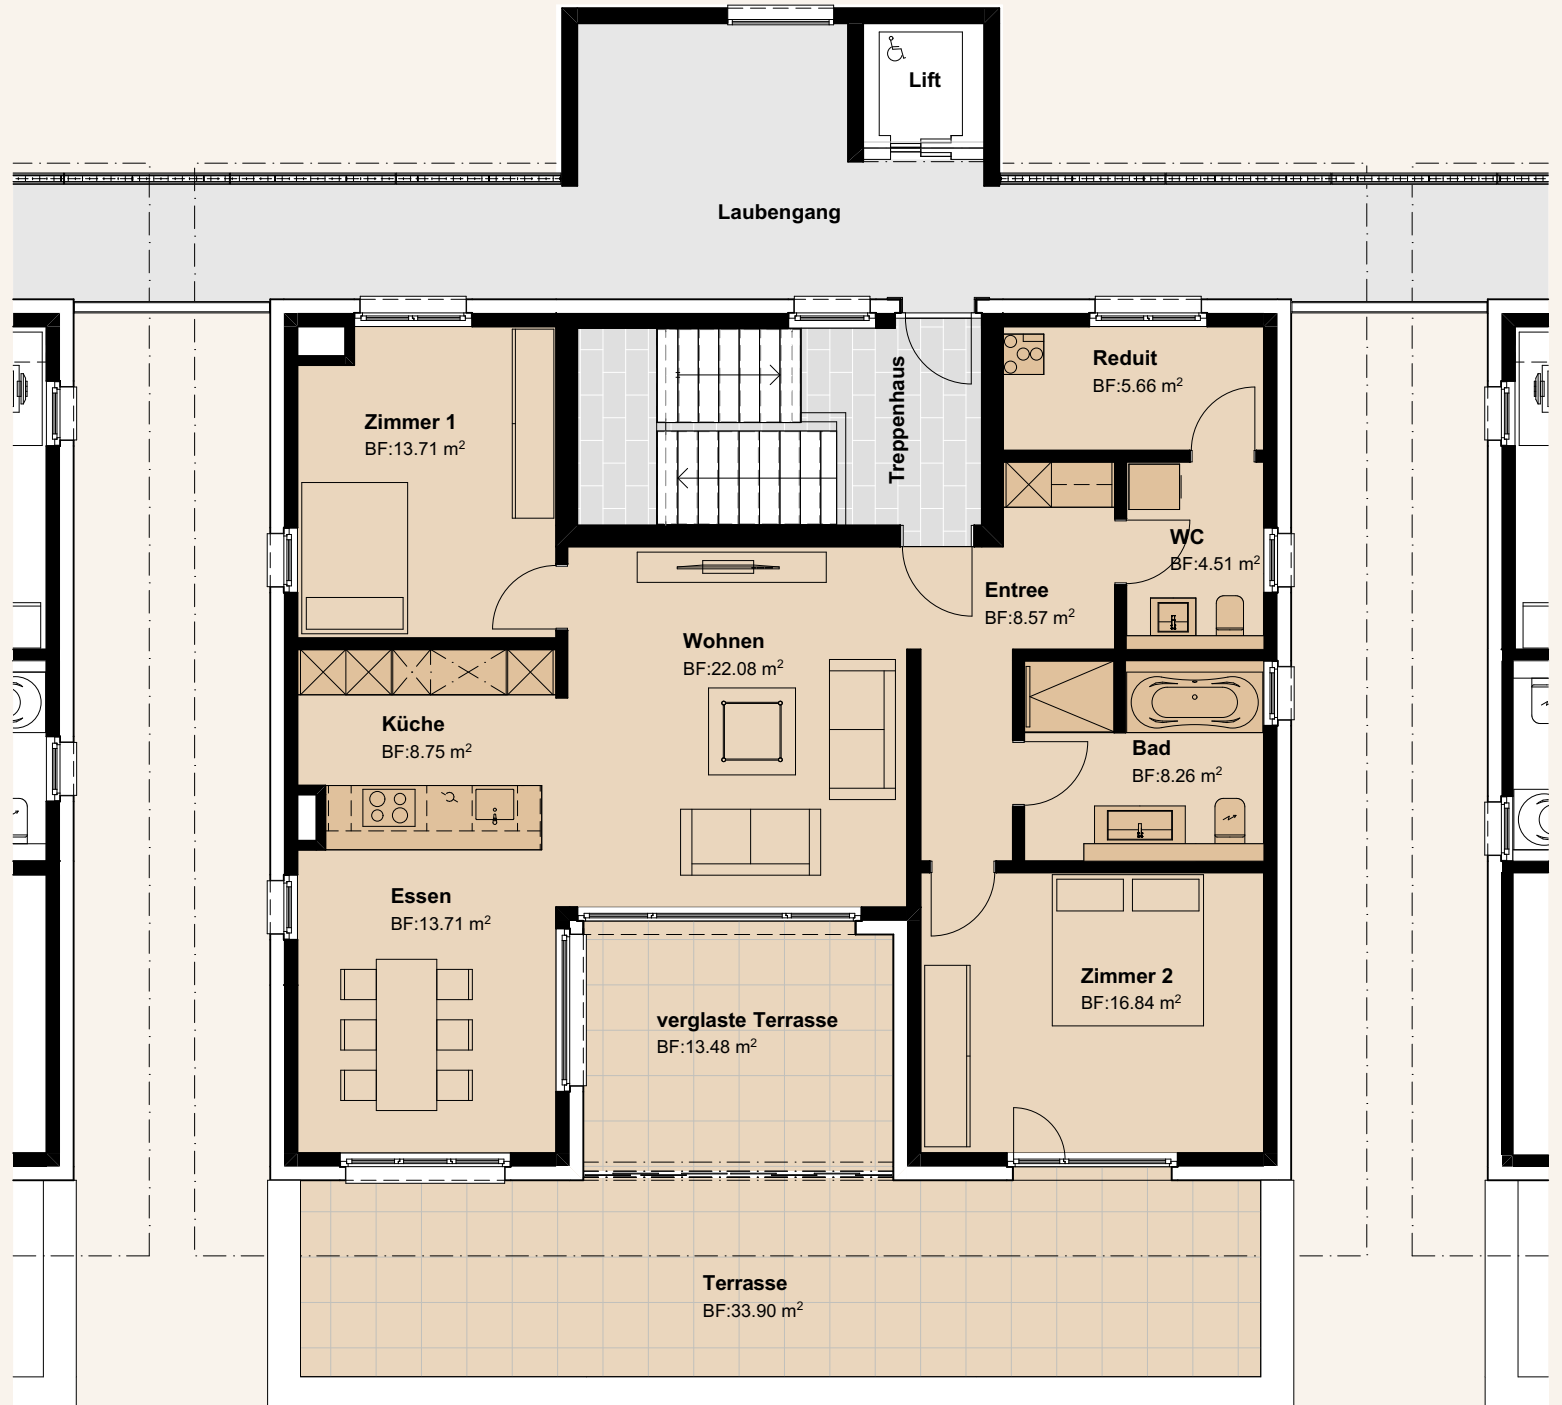 Lift
Laubengang
Treppenhaus
Reduit
BF:5.66 m²
Zimmer 1
BF:13.71 m²
WC
BF:4.51 m²
Entree
BF:8.57 m²
Wohnen
BF:22.08 m²
Küche
BF:8.75 m²
Bad
BF:8.26 m²
Essen
BF:13.71 m²
Zimmer 2
BF:16.84 m²
verglaste Terrasse
BF:13.48 m²
Terrasse
BF:33.90 m²